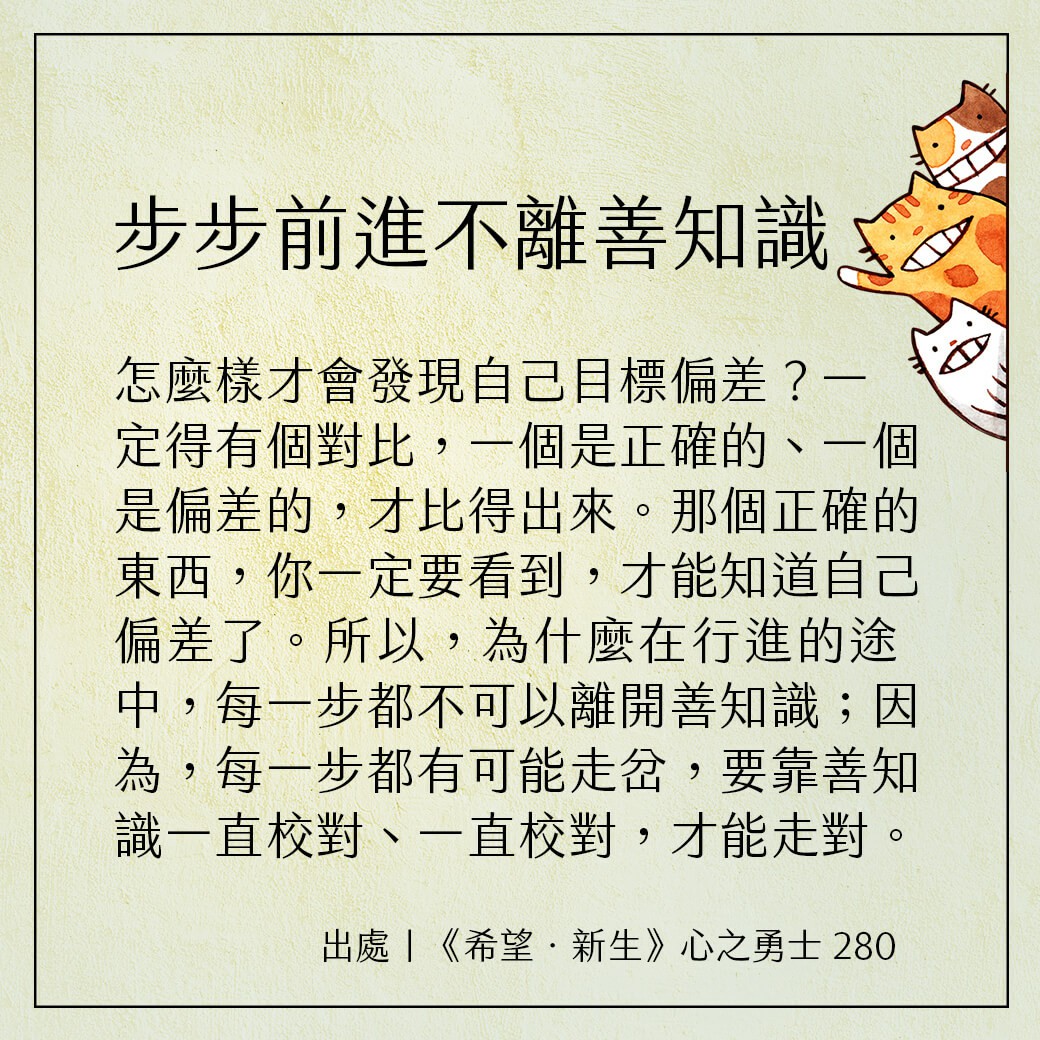 步步前進不離善知識
怎麼樣才會發現自己目標偏差？一
定得有個對比，一個是正確的、一個
是偏差的，才比得出來。那個正確的
東西，你一定要看到，才能知道自己
偏差了。所以，為什麼在行進的途
中，每一步都不可以離開善知識；因
為，每一步都有可能走岔，要靠善知
識一直校對、一直校對，才能走對。
出處｜《希望．新生》心之勇士 280